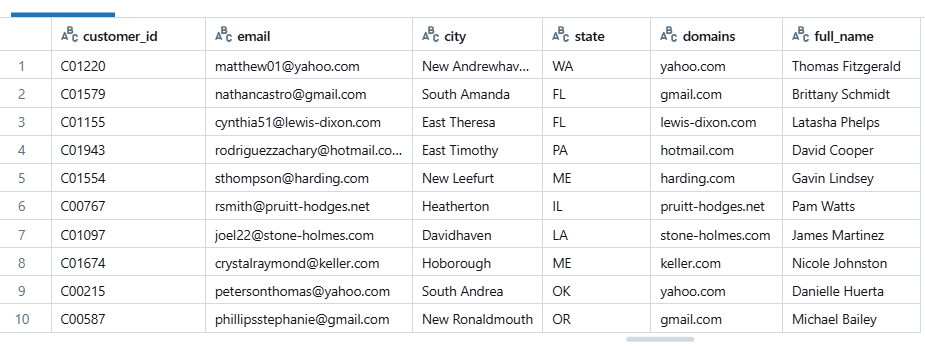 customer_id email city state domains full_name
1 C01220 matthew01@yahoo.com New Andrewhav... WA yahoo.com Thomas Fitzgerald
2 C01579 nathancastro@gmail.com South Amanda FL gmail.com Brittany Schmidt
3 C01155 cynthia51@lewis-dixon.com East Theresa FL lewis-dixon.com Latasha Phelps
4 C01943 rodriguezzachary@hotmail.co... East Timothy PA hotmail.com David Cooper
5 C01554 sthompson@harding.com New Leefurt ME harding.com Gavin Lindsey
6 C00767 rsmith@pruitt-hodges.net Heatherton IL pruitt-hodges.net Pam Watts
7 C01097 joel22@stone-holmes.com Davidhaven LA stone-holmes.com James Martinez
8 C01674 crystalraymond@keller.com Hoborough ME keller.com Nicole Johnston
9 C00215 petersonthomas@yahoo.com South Andrea OK yahoo.com Danielle Huerta
10 C00587 phillipsstephanie@gmail.com New Ronaldmouth OR gmail.com Michael Bailey